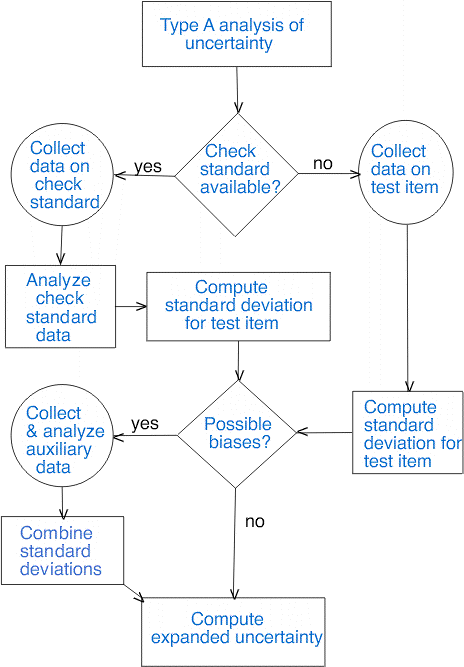 Type A analysis of
uncertainty
Collect
data on
check
standard
yes
Check
standard
available?
no
Collect
data on
test item
Analyze
check
standard
data
Compute
standard deviation
for test item
Collect
& analyze
auxiliary
data
yes
Possible
biases?
Compute
standard
deviation for
test item
no
Combine
standard
deviations
Compute
expanded uncertainty